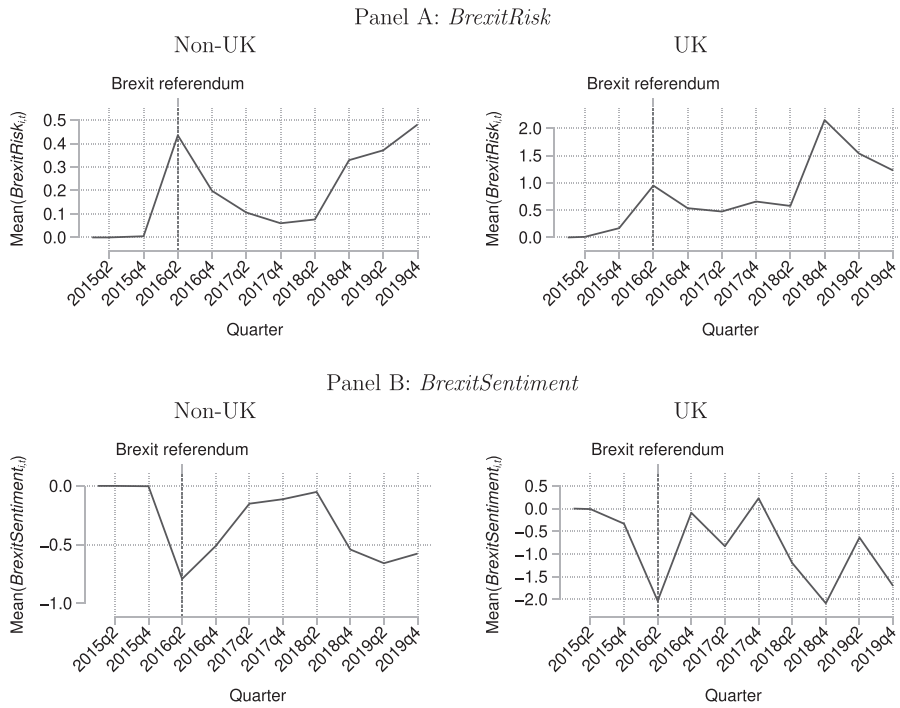 Panel A: BrexitRisk
Non-UK
Brexit referendum
Mean(BrexitRisk_{i,t})
0.5
0.4
0.3
0.2
0.1
0.0
2015q2
2015q4
2016q2
2016q4
2017q2
2017q4
2018q2
2018q4
2019q2
2019q4
Quarter
UK
Brexit referendum
Mean(BrexitRisk_{i,t})
2.0
1.5
1.0
0.5
0.0
2015q2
2015q4
2016q2
2016q4
2017q2
2017q4
2018q2
2018q4
2019q2
2019q4
Quarter
Panel B: BrexitSentiment
Non-UK
Brexit referendum
Mean(BrexitSentiment_{i,t})
0.0
−0.5
−1.0
2015q2
2015q4
2016q2
2016q4
2017q2
2017q4
2018q2
2018q4
2019q2
2019q4
Quarter
UK
Brexit referendum
Mean(BrexitSentiment_{i,t})
0.5
0.0
−0.5
−1.0
−1.5
−2.0
2015q2
2015q4
2016q2
2016q4
2017q2
2017q4
2018q2
2018q4
2019q2
2019q4
Quarter